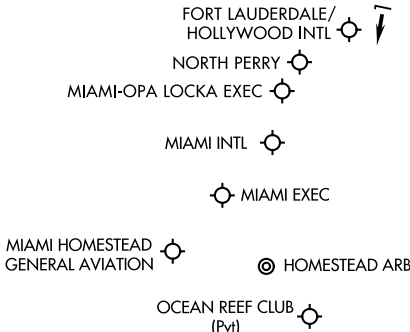 FORT LAUDERDALE/
HOLLYWOOD INTL
NORTH PERRY
MIAMI-OPA LOCKA EXEC
MIAMI INTL
MIAMI EXEC
MIAMI HOMESTEAD
GENERAL AVIATION
HOMESTEAD ARB
OCEAN REEF CLUB
(Pvt)